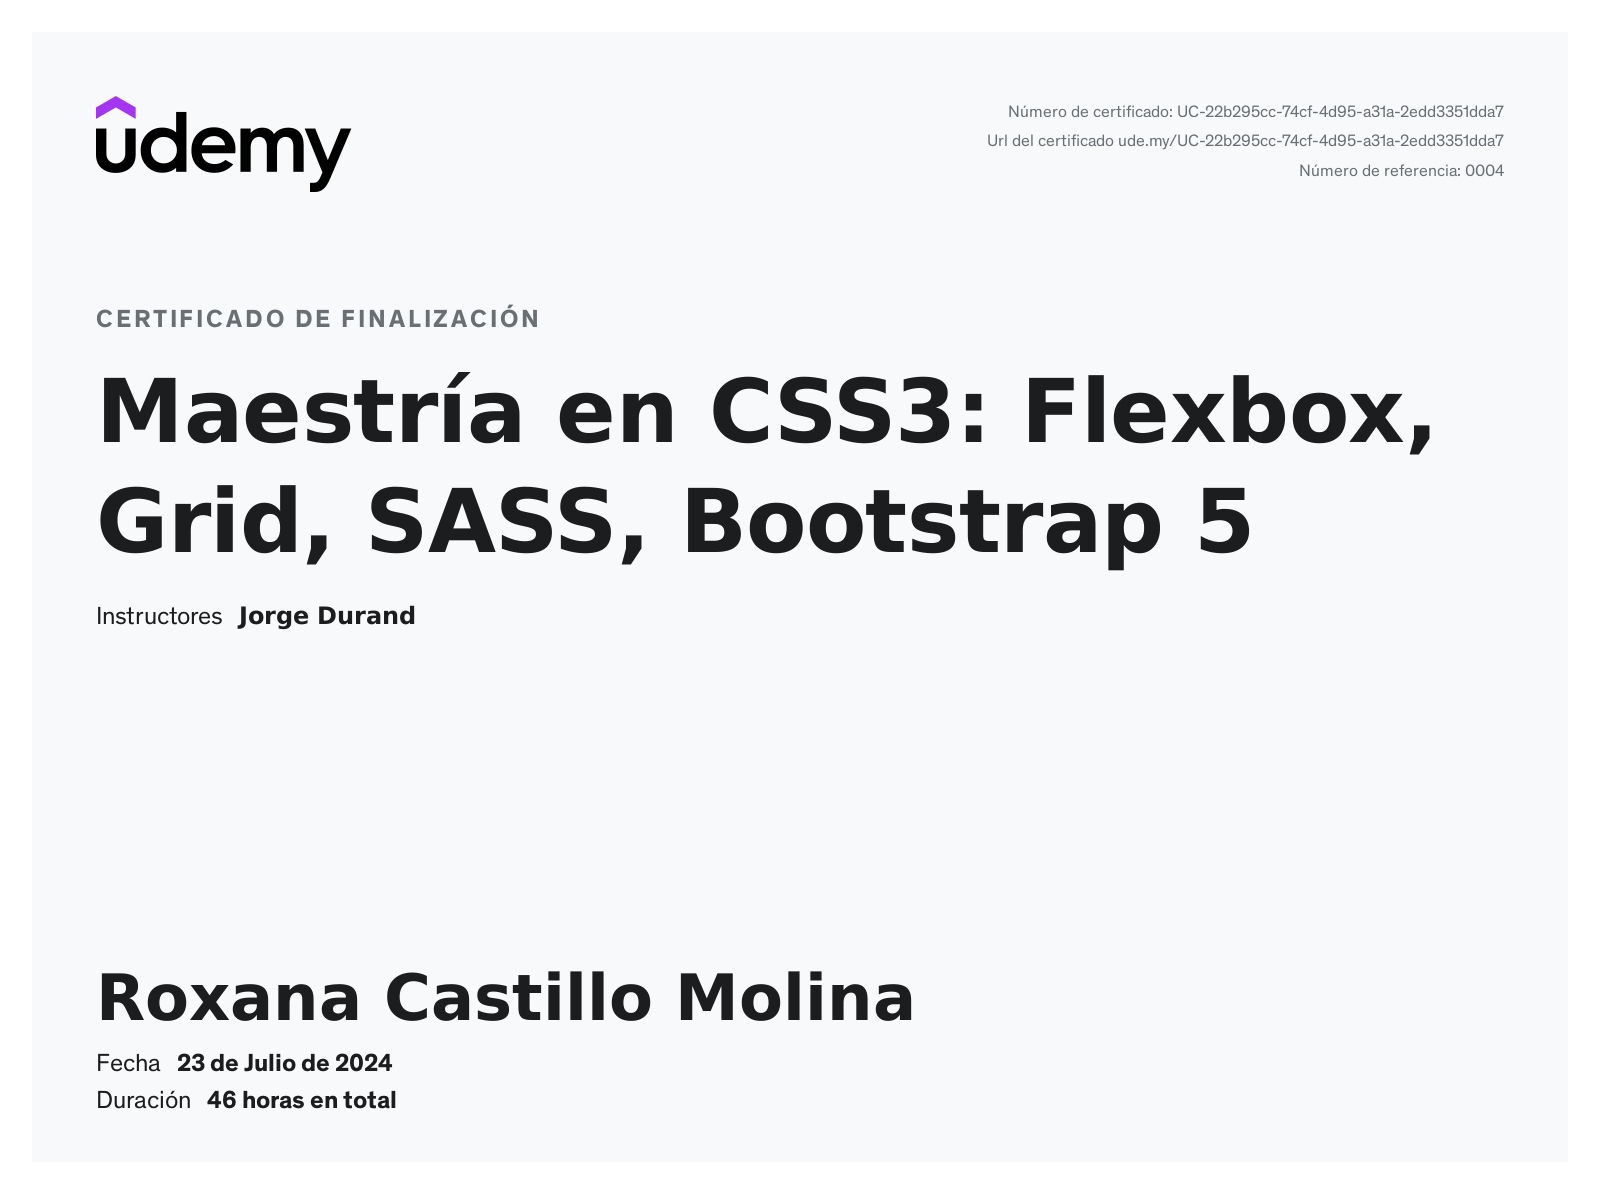 udemy
Número de certificado: UC-22b295cc-74cf-4d95-a31a-2edd3351dda7
Url del certificado ude.my/UC-22b295cc-74cf-4d95-a31a-2edd3351dda7
Número de referencia: 0004
CERTIFICADO DE FINALIZACIÓN
Maestría en CSS3: Flexbox,
Grid, SASS, Bootstrap 5
Instructores Jorge Durand
Roxana Castillo Molina
Fecha 23 de Julio de 2024
Duración 46 horas en total